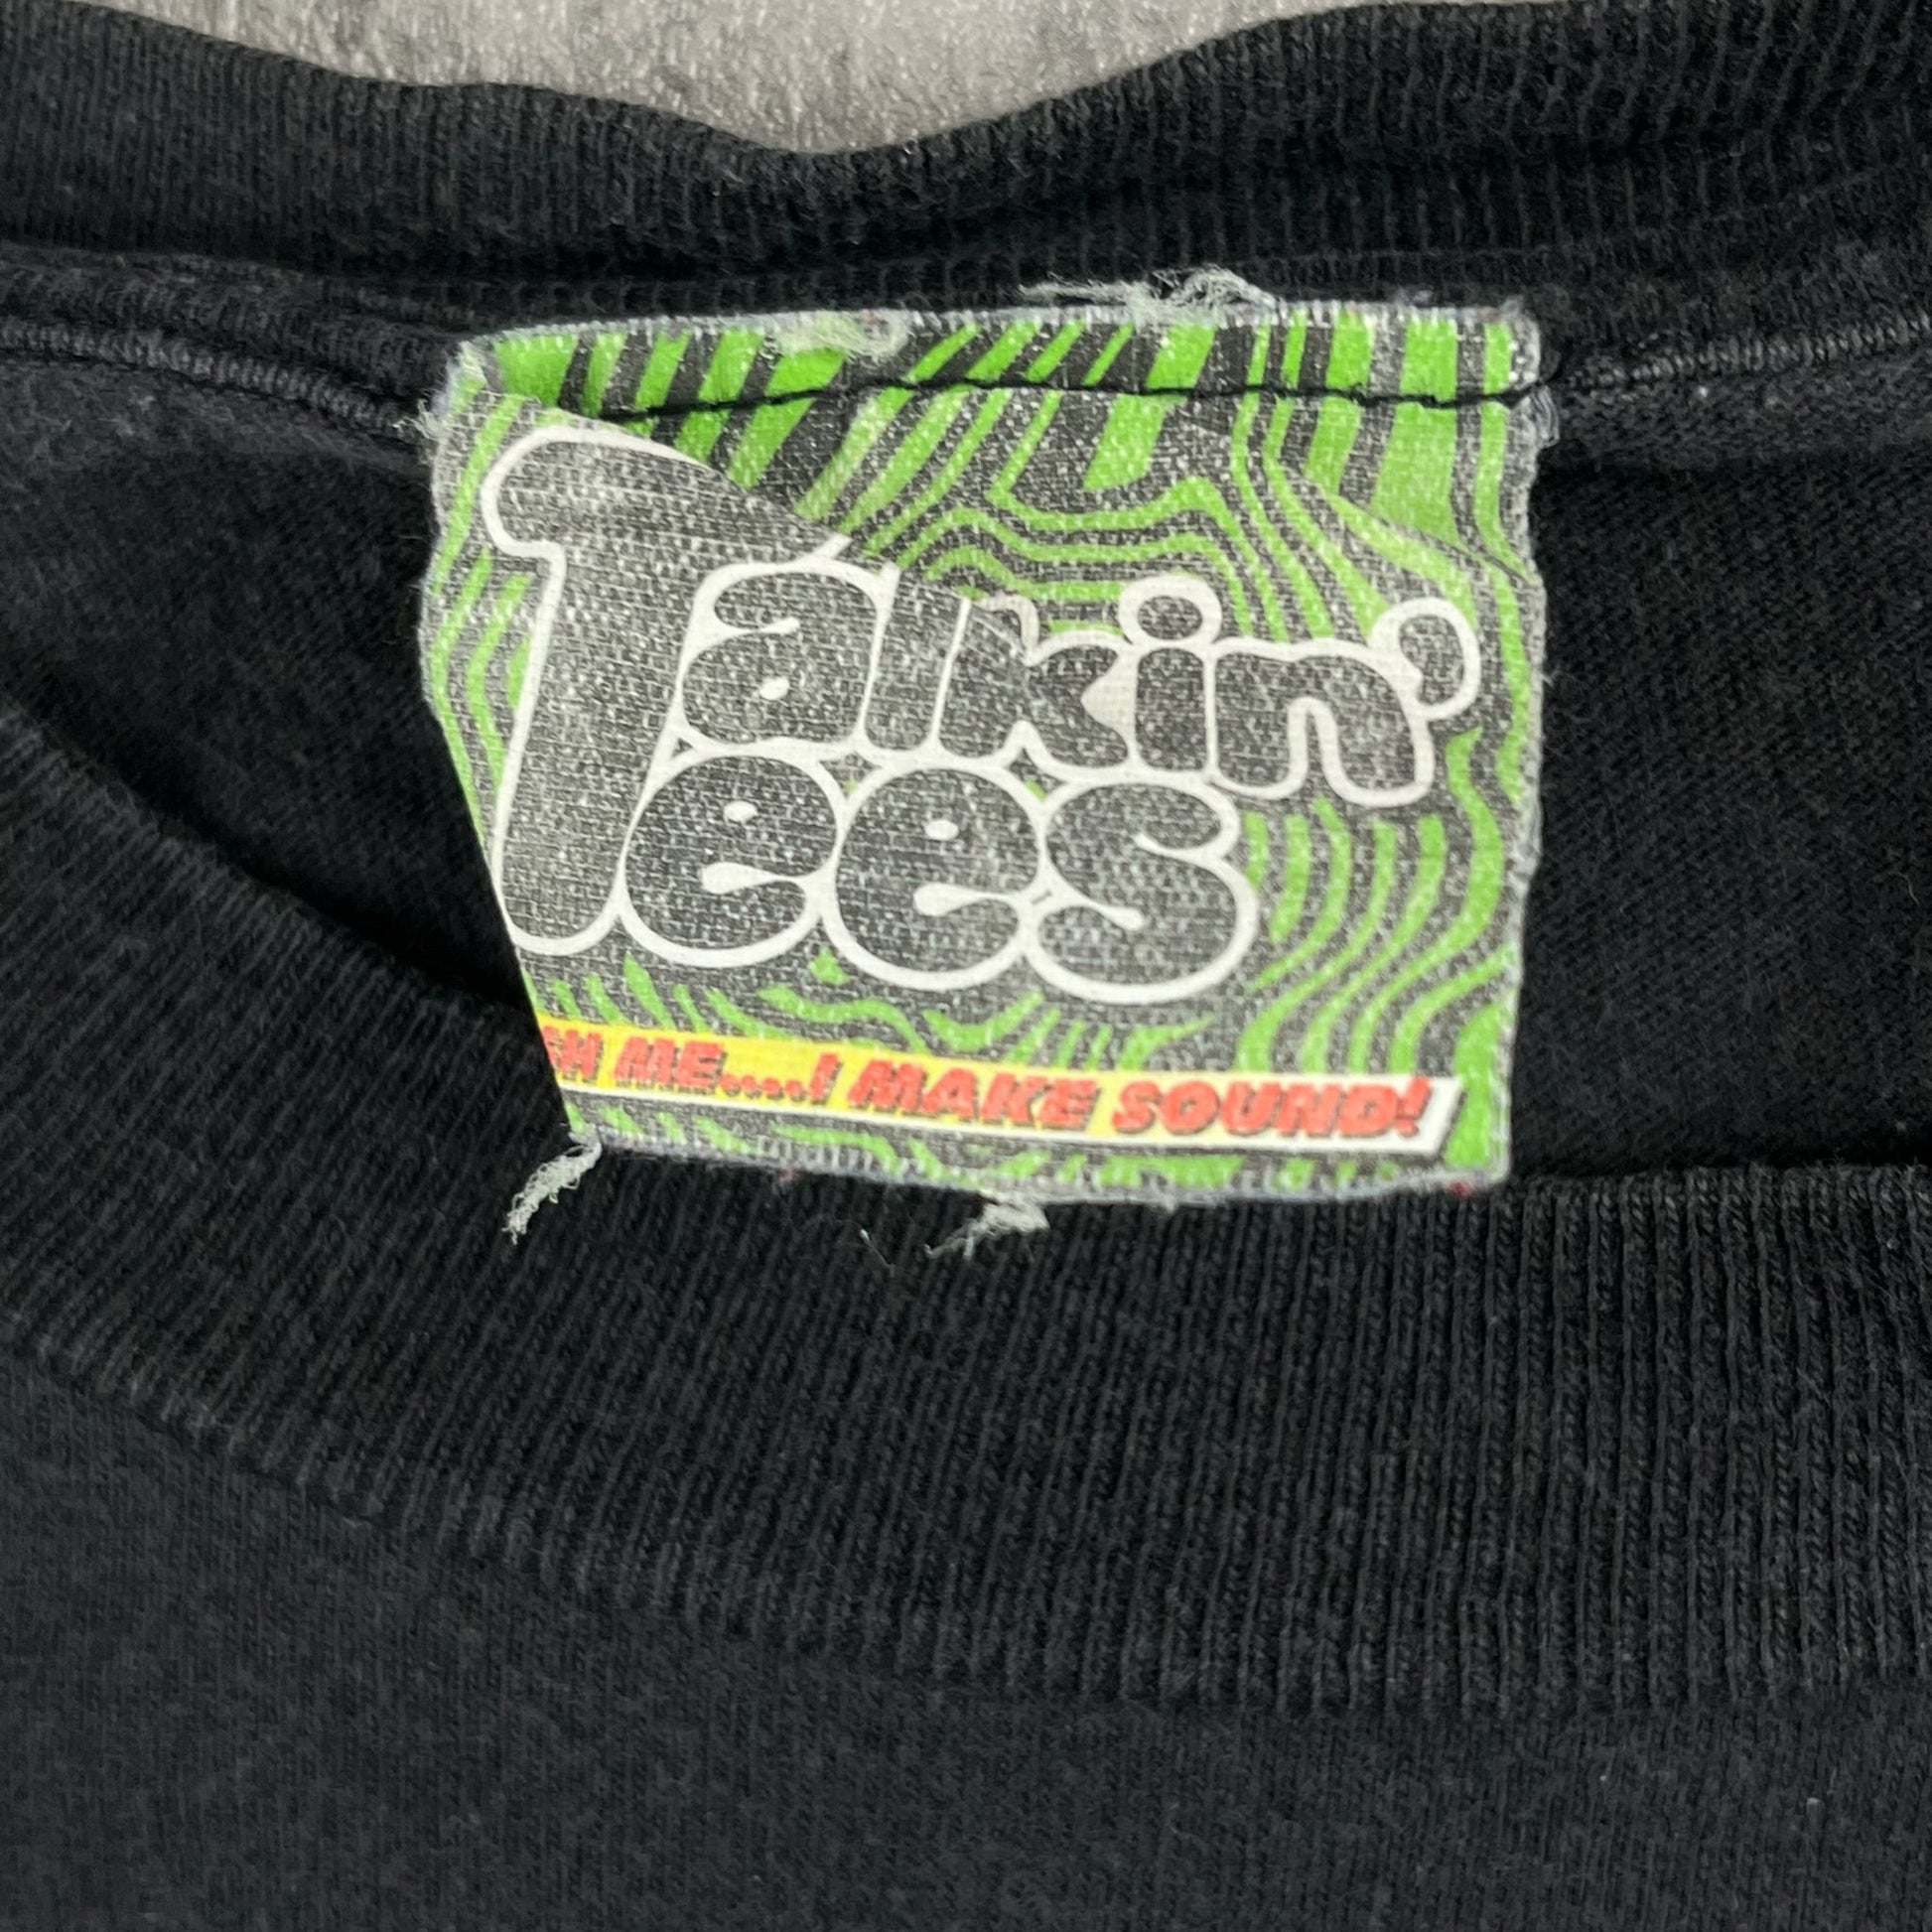 Talkin'
Tees
ME.....I MAKE SOUND!